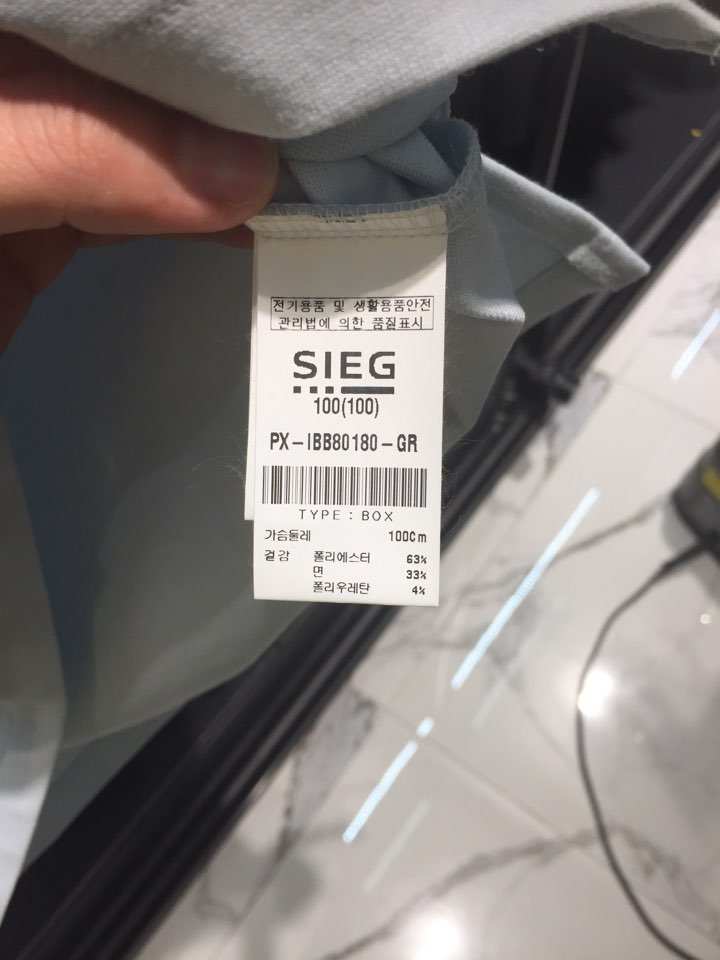 전기용품 및 생활용품안전
관리법에 의한 품질표시
SIEG
100(100)
PX-IBB80180-GR
TYPE : BOX
가슴둘레 100Cm
겉감 폴리에스터 63%
면 33%
폴리우레탄 4%